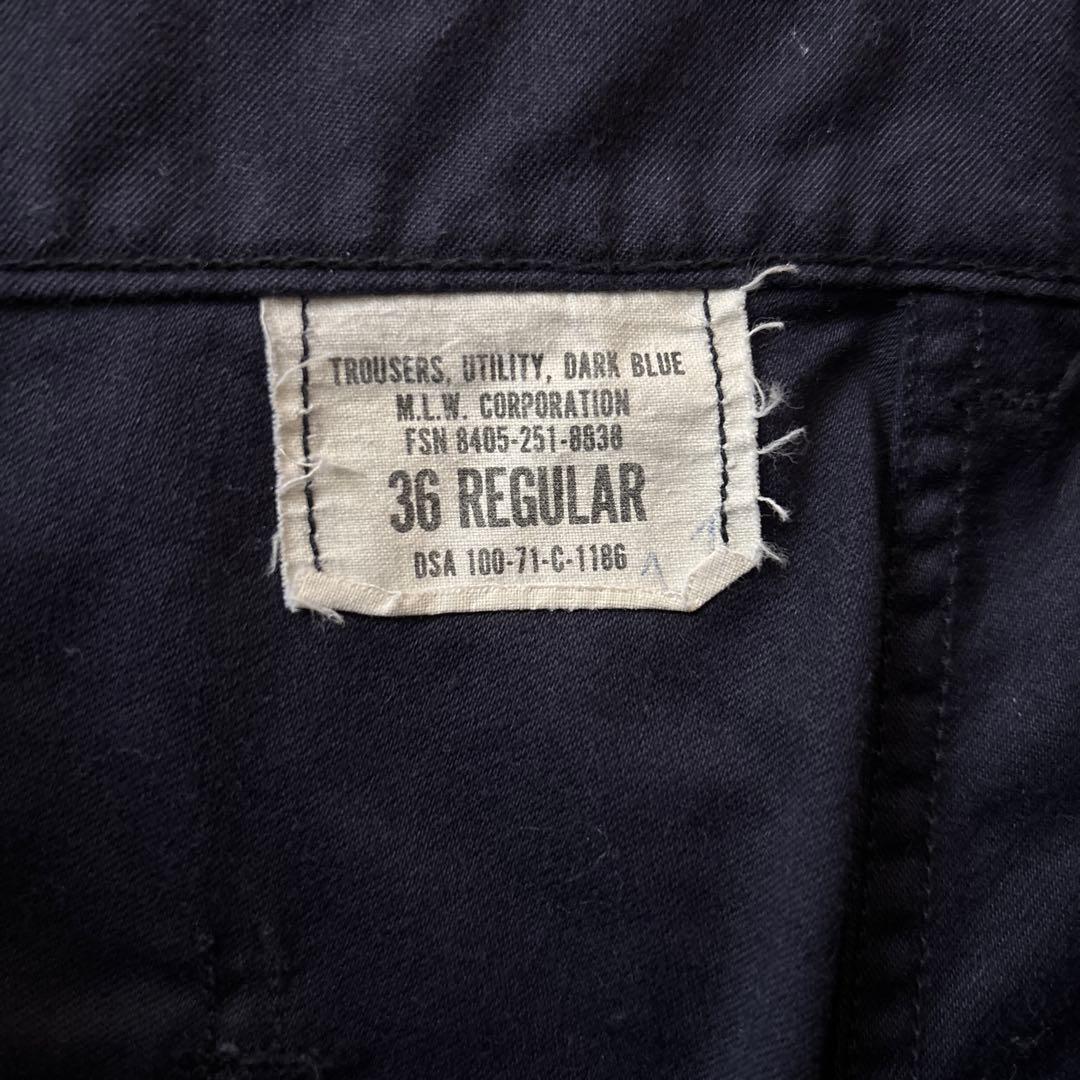 TROUSERS, UTILITY, DARK BLUE
M.L.W. CORPORATION
FSN 8405-251-8838
36 REGULAR
DSA 100-71-C-1186